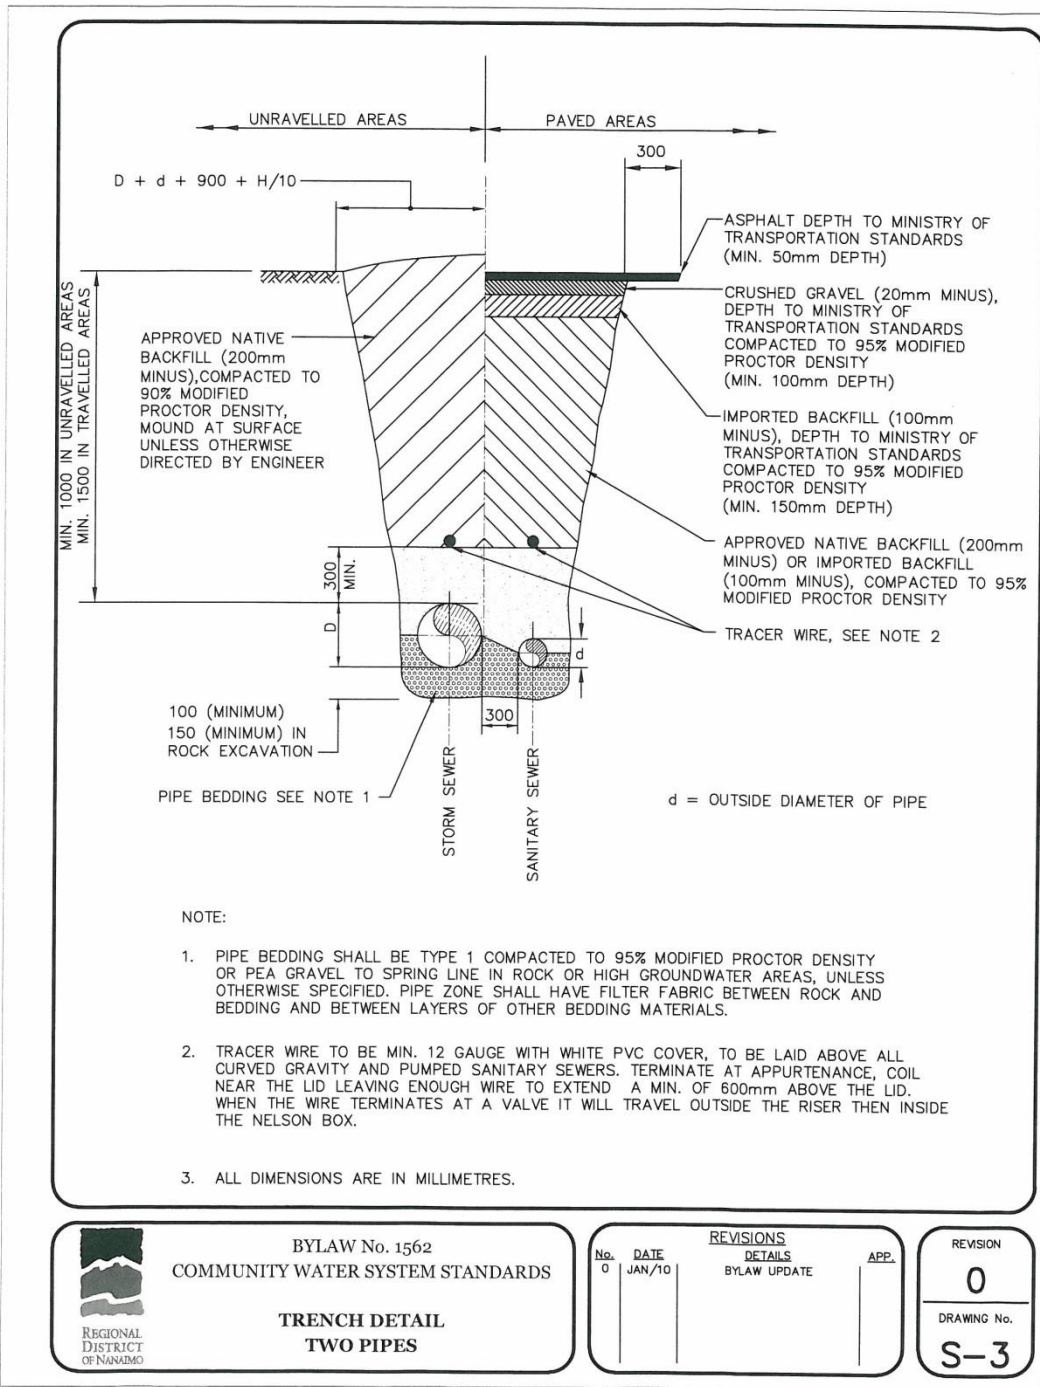 UNRAVELLED AREAS
PAVED AREAS
300
D + d + 900 + H/10
ASPHALT DEPTH TO MINISTRY OF
TRANSPORTATION STANDARDS
(MIN. 50mm DEPTH)
CRUSHED GRAVEL (20mm MINUS),
DEPTH TO MINISTRY OF
TRANSPORTATION STANDARDS
COMPACTED TO 95% MODIFIED
PROCTOR DENSITY
(MIN. 100mm DEPTH)
MIN. 1000 IN UNRAVELLED AREAS
MIN. 1500 IN TRAVELLED AREAS
APPROVED NATIVE
BACKFILL (200mm
MINUS),COMPACTED TO
90% MODIFIED
PROCTOR DENSITY,
MOUND AT SURFACE
UNLESS OTHERWISE
DIRECTED BY ENGINEER
IMPORTED BACKFILL (100mm
MINUS), DEPTH TO MINISTRY OF
TRANSPORTATION STANDARDS
COMPACTED TO 95% MODIFIED
PROCTOR DENSITY
(MIN. 150mm DEPTH)
APPROVED NATIVE BACKFILL (200mm
MINUS) OR IMPORTED BACKFILL
(100mm MINUS), COMPACTED TO 95%
MODIFIED PROCTOR DENSITY
300
MIN.
D
d
TRACER WIRE, SEE NOTE 2
100 (MINIMUM)
150 (MINIMUM) IN
ROCK EXCAVATION
300
PIPE BEDDING SEE NOTE 1
STORM SEWER
SANITARY SEWER
d = OUTSIDE DIAMETER OF PIPE
NOTE:
1. PIPE BEDDING SHALL BE TYPE 1 COMPACTED TO 95% MODIFIED PROCTOR DENSITY
OR PEA GRAVEL TO SPRING LINE IN ROCK OR HIGH GROUNDWATER AREAS, UNLESS
OTHERWISE SPECIFIED. PIPE ZONE SHALL HAVE FILTER FABRIC BETWEEN ROCK AND
BEDDING AND BETWEEN LAYERS OF OTHER BEDDING MATERIALS.
2. TRACER WIRE TO BE MIN. 12 GAUGE WITH WHITE PVC COVER, TO BE LAID ABOVE ALL
CURVED GRAVITY AND PUMPED SANITARY SEWERS. TERMINATE AT APPURTENANCE, COIL
NEAR THE LID LEAVING ENOUGH WIRE TO EXTEND A MIN. OF 600mm ABOVE THE LID.
WHEN THE WIRE TERMINATES AT A VALVE IT WILL TRAVEL OUTSIDE THE RISER THEN INSIDE
THE NELSON BOX.
3. ALL DIMENSIONS ARE IN MILLIMETRES.
REGIONAL
DISTRICT
OF NANAIMO
BYLAW No. 1562
COMMUNITY WATER SYSTEM STANDARDS
TRENCH DETAIL
TWO PIPES
REVISIONS
No. DATE DETAILS APP.
0 JAN/10 BYLAW UPDATE
REVISION
0
DRAWING No.
S-3